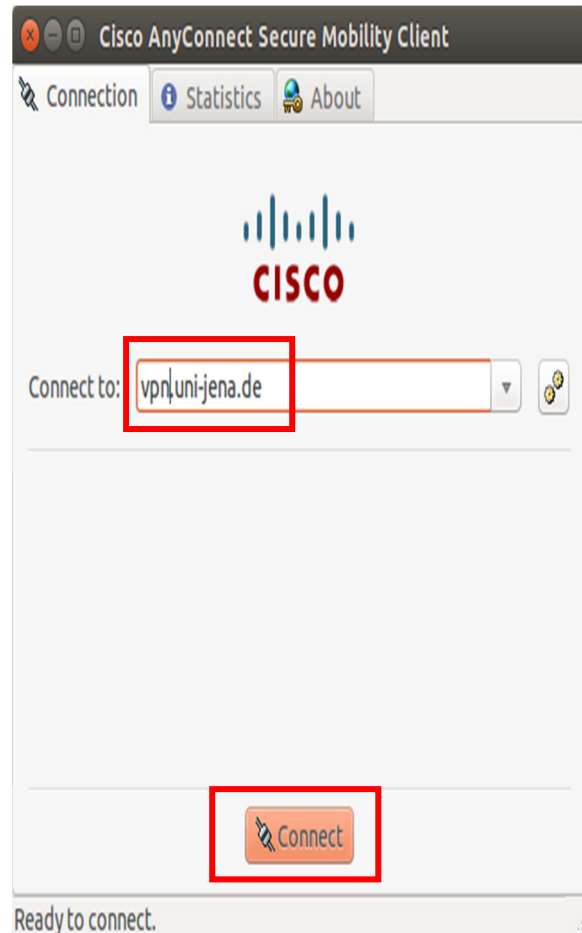 Cisco AnyConnect Secure Mobility Client
Connection Statistics About
CISCO
Connect to: vpn.uni-jena.de
Connect
Ready to connect.